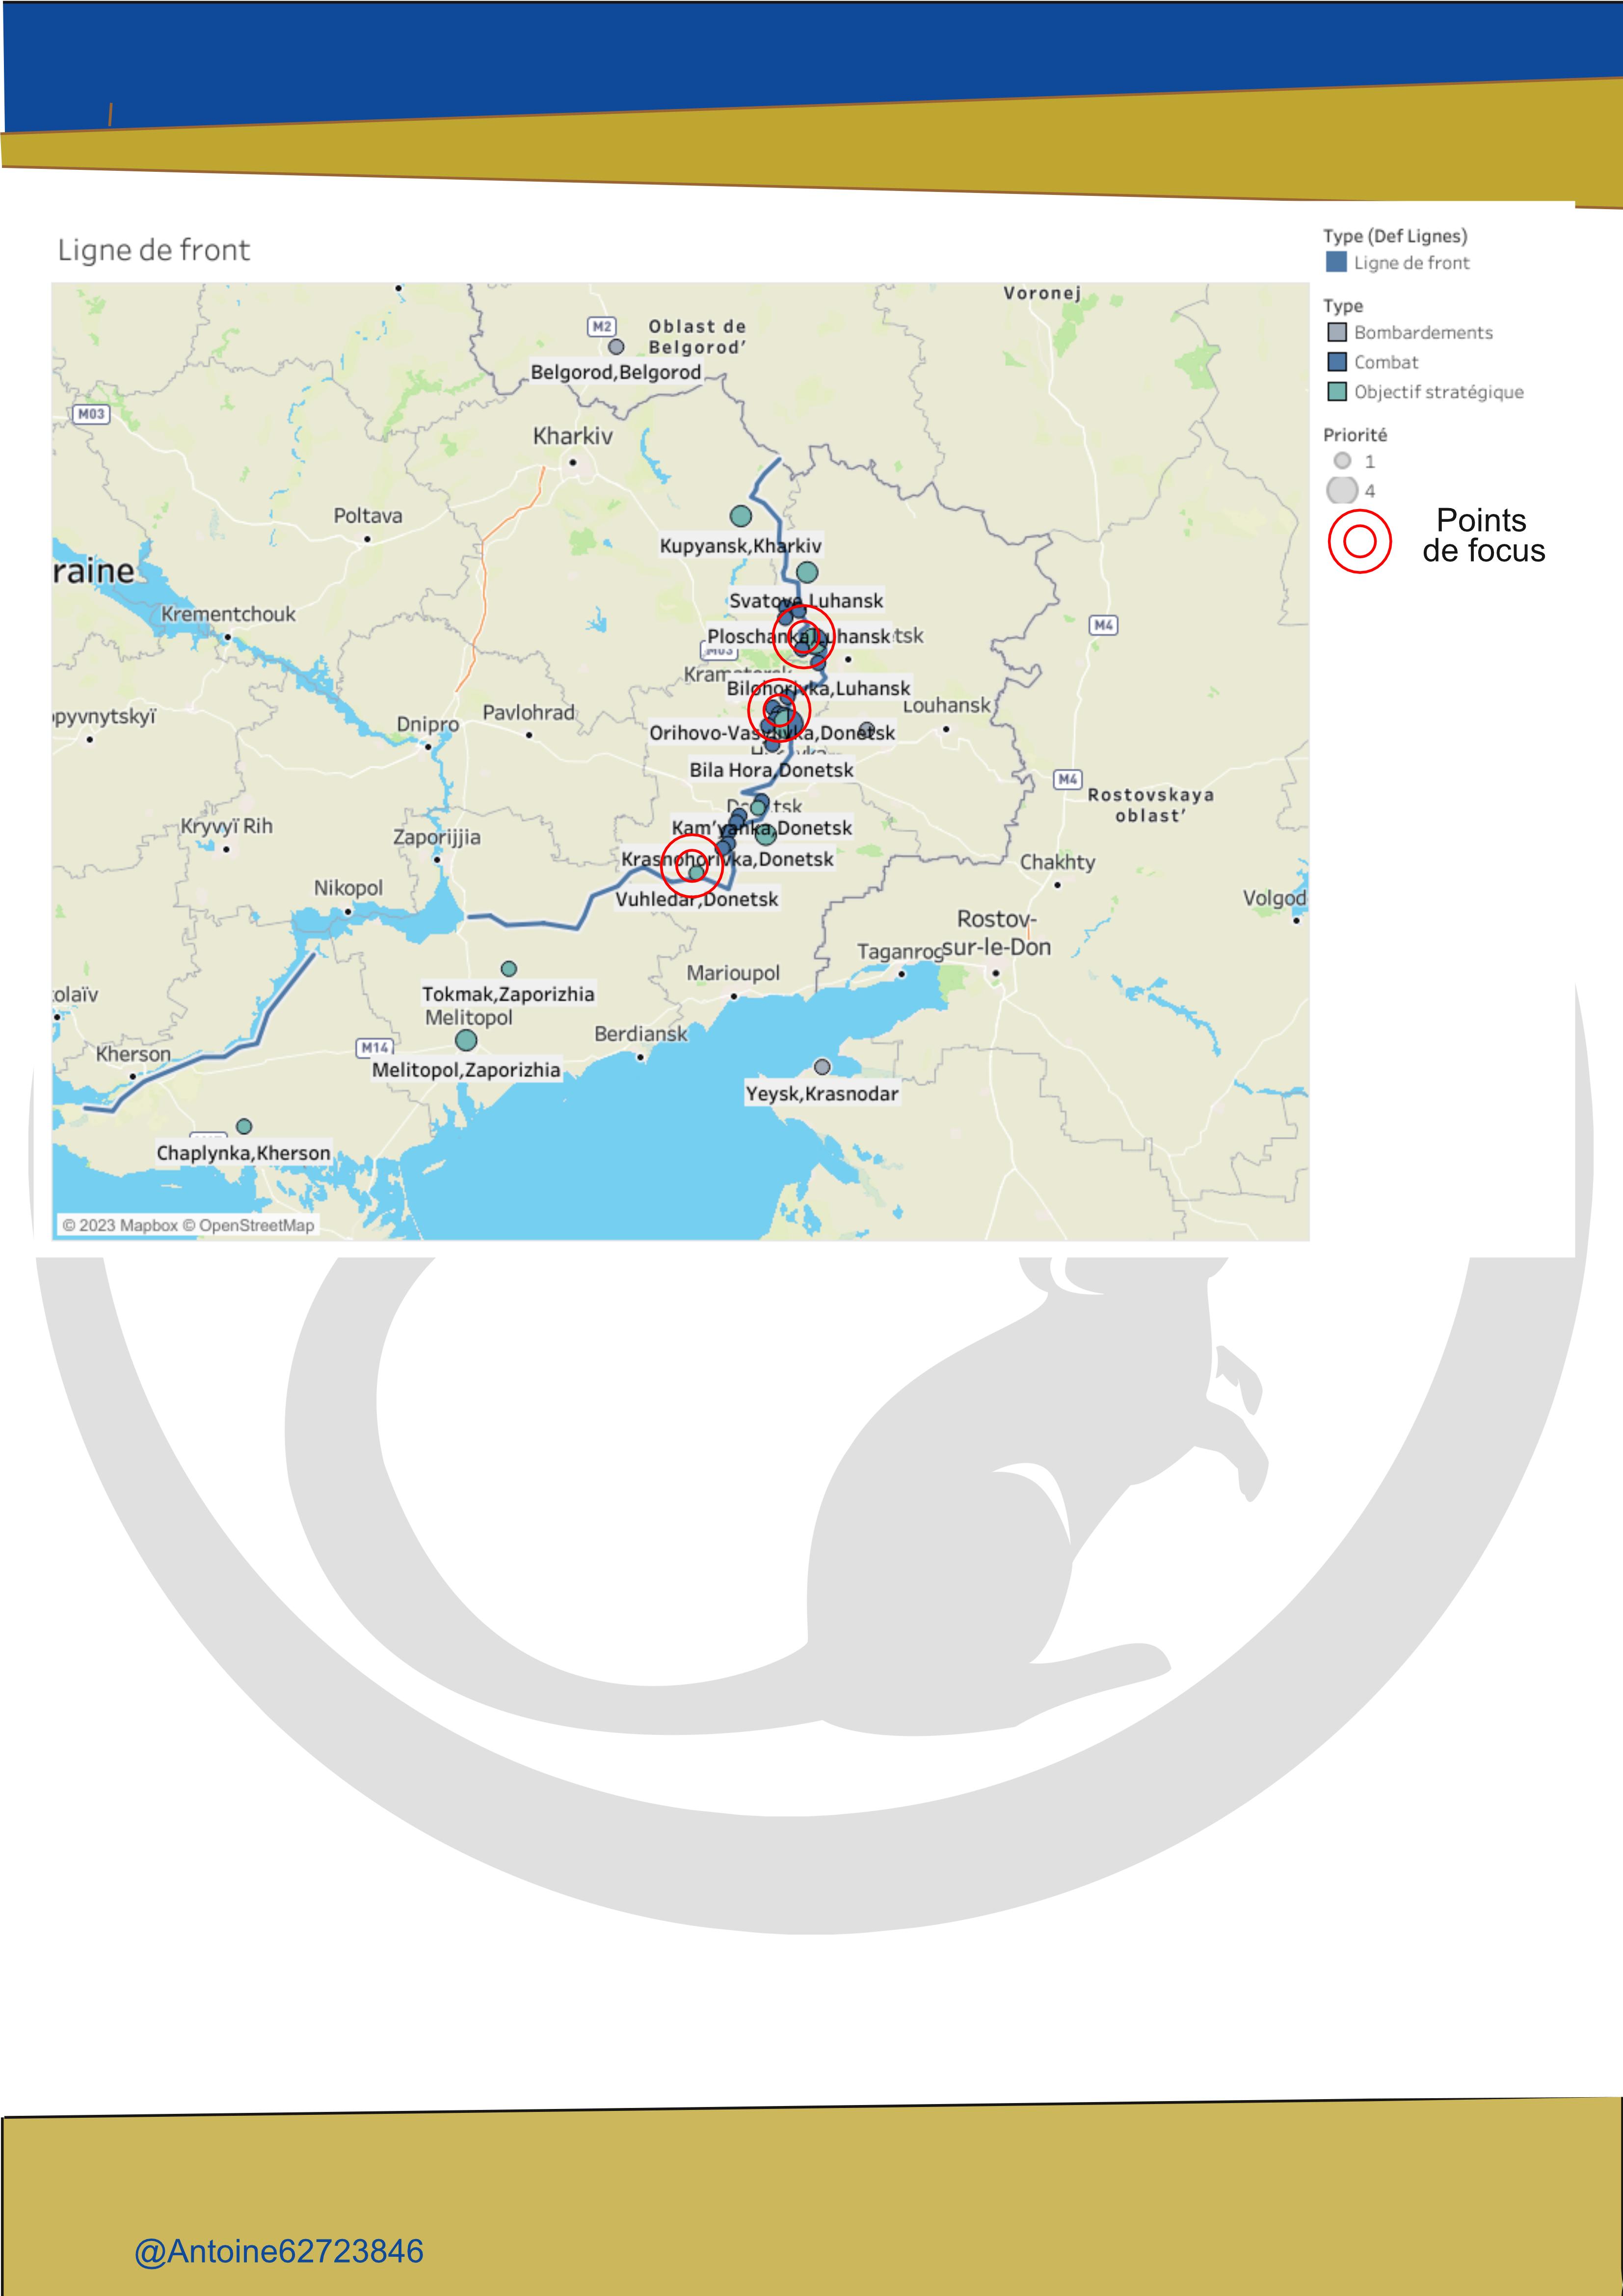 Ligne de front
Type (Def Lignes)
Ligne de front
Type
Bombardements
Combat
Objectif stratégique
Priorité
1
4
Points
de focus
Voronej
M2
Oblast de
Belgorod’
Belgorod,Belgorod
M03
Kharkiv
Poltava
Kupyansk,Kharkiv
raine
Svatove,Luhansk
Krementchouk
M4
Ploschanka,Luhansk
tsk
M03
Bilohorivka,Luhansk
Louhansk
opyvnytskyï
Dnipro
Pavlohrad
Orihovo-Vasylivka,Donetsk
Bila Hora,Donetsk
M4
Rostovskaya
oblast’
Kryvyï Rih
Zaporijjia
Kam'yanka,Donetsk
Krasnohorivka,Donetsk
Chakhty
Nikopol
Vuhledar,Donetsk
Volgod
Rostov-
sur-le-Don
Taganrog
Marioupol
Tokmak,Zaporizhia
olaïv
Melitopol
Berdiansk
Kherson
M14
Melitopol,Zaporizhia
Yeysk,Krasnodar
Chaplynka,Kherson
© 2023 Mapbox © OpenStreetMap
@Antoine62723846